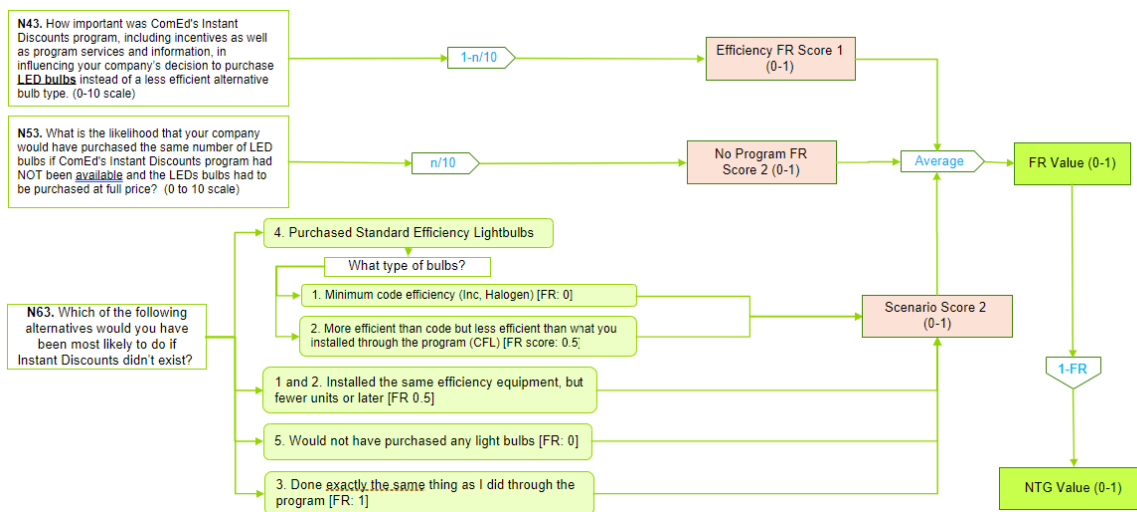 N43. How important was ComEd's Instant
Discounts program, including incentives as well
as program services and information, in
influencing your company's decision to purchase
LED bulbs instead of a less efficient alternative
bulb type. (0-10 scale)
1-n/10
Efficiency FR Score 1
(0-1)
N53. What is the likelihood that your company
would have purchased the same number of LED
bulbs if ComEd's Instant Discounts program had
NOT been available and the LEDs bulbs had to
be purchased at full price? (0 to 10 scale)
n/10
No Program FR
Score 2 (0-1)
Average
FR Value (0-1)
4. Purchased Standard Efficiency Lightbulbs
What type of bulbs?
1. Minimum code efficiency (Inc, Halogen) [FR: 0]
2. More efficient than code but less efficient than what you
installed through the program (CFL) [FR score: 0.5]
N63. Which of the following
alternatives would you have
been most likely to do if
Instant Discounts didn't exist?
Scenario Score 2
(0-1)
1 and 2. Installed the same efficiency equipment, but
fewer units or later [FR 0.5]
5. Would not have purchased any light bulbs [FR: 0]
3. Done exactly the same thing as I did through the
program [FR: 1]
1-FR
NTG Value (0-1)